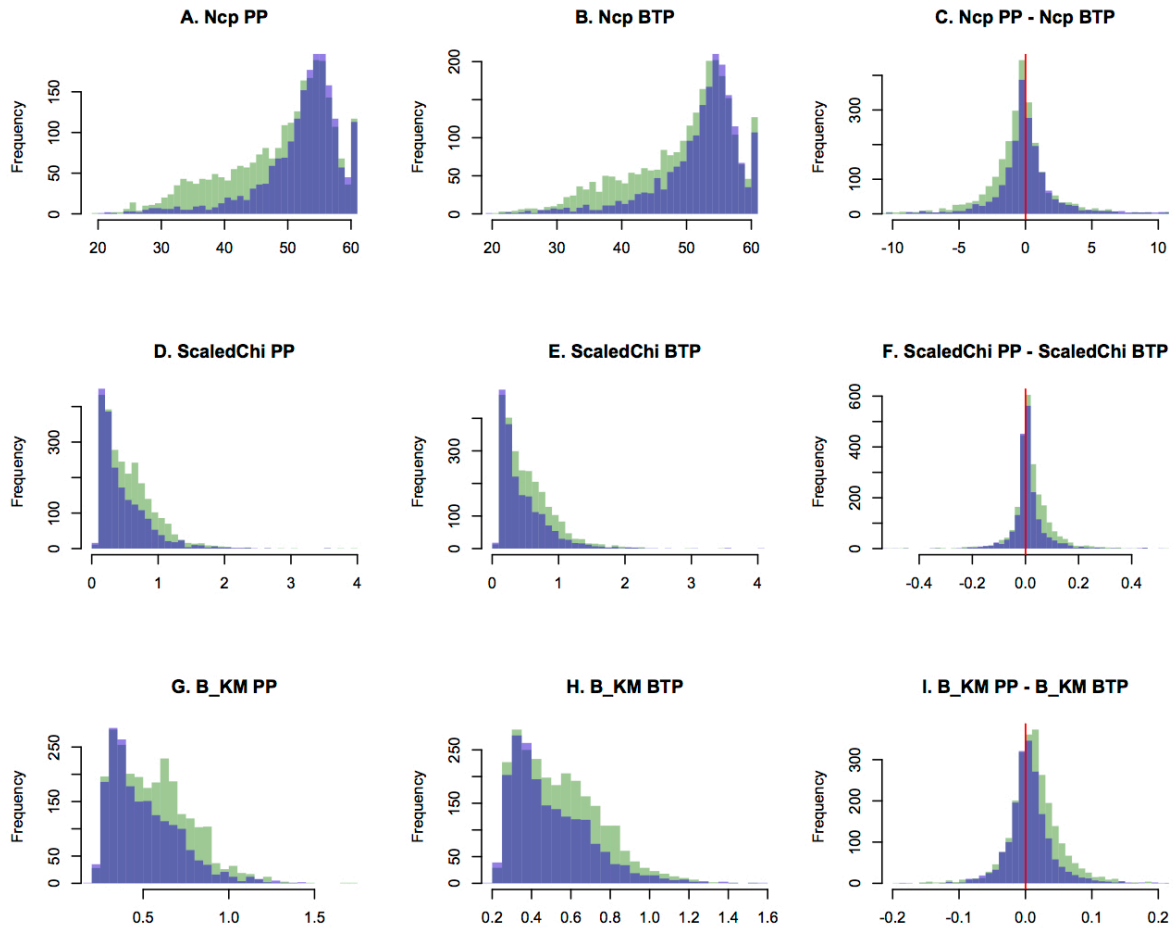 A. Ncp PP
B. Ncp BTP
C. Ncp PP - Ncp BTP
Frequency
0 50 100 150
20 30 40 50 60
Frequency
0 50 100 150 200
20 30 40 50 60
Frequency
0 100 300
-10 -5 0 5 10
D. ScaledChi PP
E. ScaledChi BTP
F. ScaledChi PP - ScaledChi BTP
Frequency
0 100 300
0 1 2 3 4
Frequency
0 100 300
0 1 2 3 4
Frequency
0 200 400 600
-0.4 -0.2 0.0 0.2 0.4
G. B_KM PP
H. B_KM BTP
I. B_KM PP - B_KM BTP
Frequency
0 50 150 250
0.5 1.0 1.5
Frequency
0 50 150 250
0.2 0.4 0.6 0.8 1.0 1.2 1.4 1.6
Frequency
0 100 200 300
-0.2 -0.1 0.0 0.1 0.2